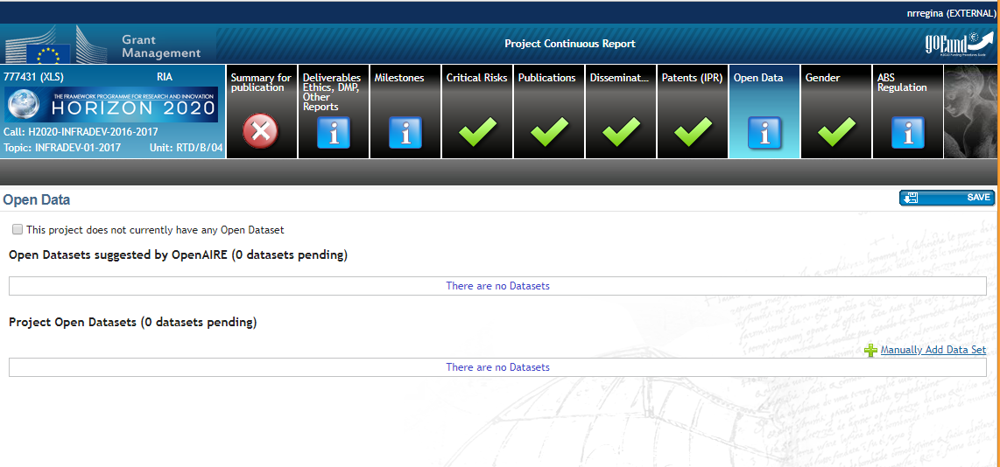 nrregina (EXTERNAL)
Grant
Management
Project Continuous Report
gofund
777431 (XLS) RIA
THE FRAMEWORK PROGRAMME FOR RESEARCH AND INNOVATION
HORIZON 2020
Call: H2020-INFRADEV-2016-2017
Topic: INFRADEV-01-2017 Unit: RTD/B/04
Summary for
publication
Deliverables
Ethics, DMP,
Other
Reports
Milestones
Critical Risks
Publications
Disseminat...
Patents (IPR)
Open Data
Gender
ABS
Regulation
Open Data
SAVE
This project does not currently have any Open Dataset
Open Datasets suggested by OpenAIRE (0 datasets pending)
There are no Datasets
Project Open Datasets (0 datasets pending)
Manually Add Data Set
There are no Datasets